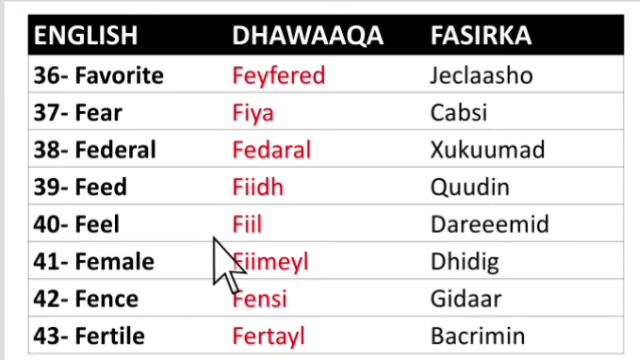 ENGLISH DHAWAAQA FASIRKA
36- Favorite Feyfered Jeclaasho
37- Fear Fiya Cabsi
38- Federal Fedaral Xukuumad
39- Feed Fiidh Quudin
40- Feel Fiil Dareeemid
41- Female Fiimeyl Dhidig
42- Fence Fensi Gidaar
43- Fertile Fertayl Bacrimin